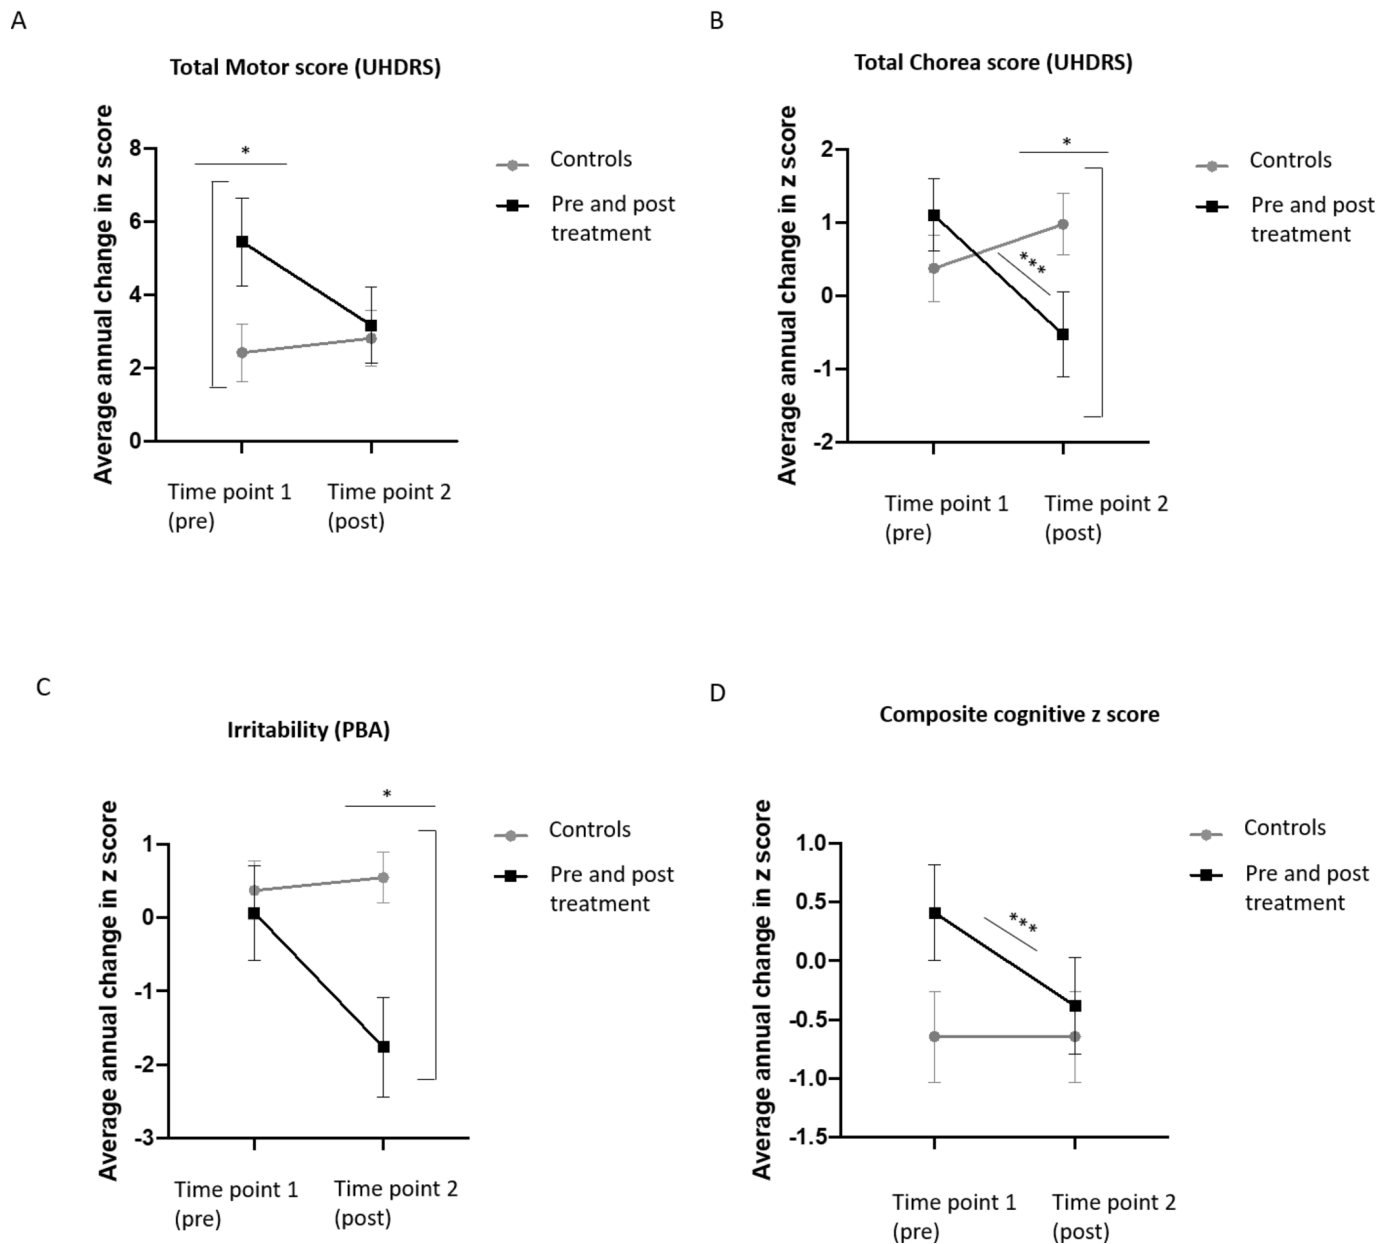 A
Total Motor score (UHDRS)
Average annual change in z score
8
6
4
2
0
*
Controls
Pre and post
treatment
Time point 1
(pre)
Time point 2
(post)
B
Total Chorea score (UHDRS)
Average annual change in z score
2
1
0
-1
-2
*
***
Controls
Pre and post
treatment
Time point 1
(pre)
Time point 2
(post)
C
Irritability (PBA)
Average annual change in z score
1
0
-1
-2
-3
*
Controls
Pre and post
treatment
Time point 1
(pre)
Time point 2
(post)
D
Composite cognitive z score
Average annual change in z score
1.0
0.5
0.0
-0.5
-1.0
-1.5
***
Controls
Pre and post
treatment
Time point 1
(pre)
Time point 2
(post)